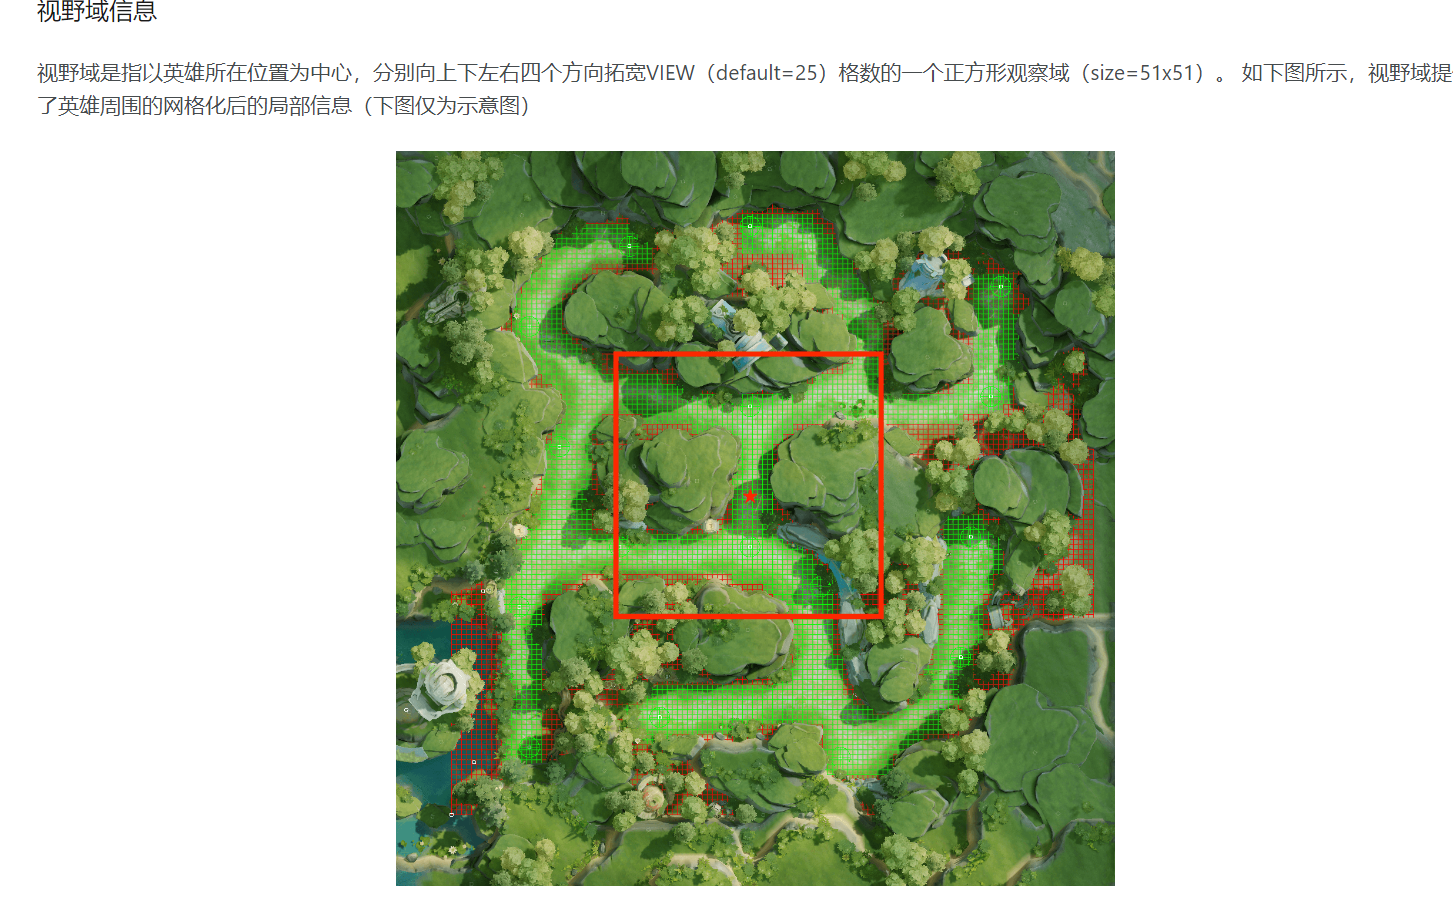 视野域信息
视野域是指以英雄所在位置为中心，分别向上下左右四个方向拓宽VIEW（default=25）格数的一个正方形观察域（size=51x51）。 如下图所示，视野域提
了英雄周围的网格化后的局部信息（下图仅为示意图）